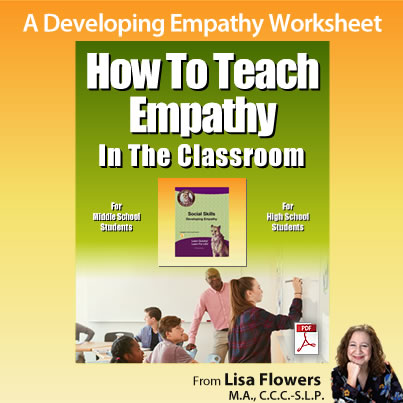 A Developing Empathy Worksheet
How To Teach
Empathy
In The Classroom
For
Middle School
Students
For
High School
Students
Social Skills
Developing Empathy
PDF
From Lisa Flowers
M.A., C.C.C.-S.L.P.